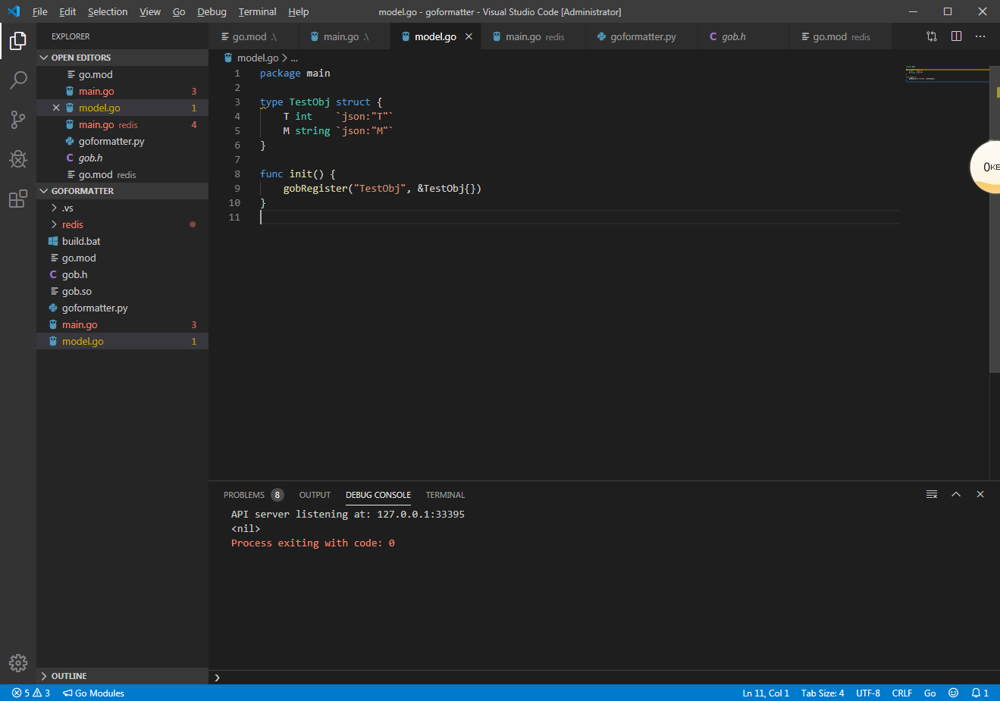 File Edit Selection View Go Debug Terminal Help model.go - goformatter - Visual Studio Code [Administrator]
EXPLORER
OPEN EDITORS
go.mod
main.go 3
model.go 1
main.go redis 4
goformatter.py
gob.h
go.mod redis
GOFORMATTER
.vs
redis
build.bat
go.mod
gob.h
gob.so
goformatter.py
main.go 3
model.go 1
OUTLINE
go.mod .\ main.go .\ model.go main.go redis goformatter.py gob.h go.mod redis
model.go > ...
1 package main
2
3 type TestObj struct {
4     T int    `json:"T"`
5     M string `json:"M"`
6 }
7
8 func init() {
9     gobRegister("TestObj", &TestObj{})
10 }
11
PROBLEMS 8 OUTPUT DEBUG CONSOLE TERMINAL
API server listening at: 127.0.0.1:33395
<nil>
Process exiting with code: 0
5 3 Go Modules Ln 11, Col 1 Tab Size: 4 UTF-8 CRLF Go 1